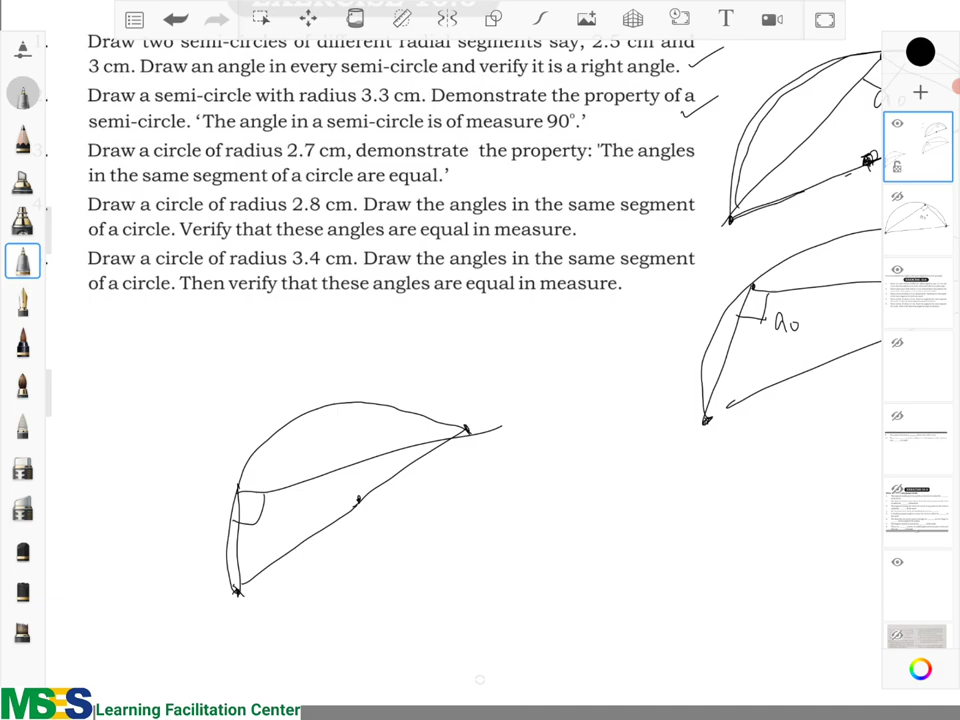 1. Draw two semi-circles of different radial segments say, 2.5 cm and
3 cm. Draw an angle in every semi-circle and verify it is a right angle.
Draw a semi-circle with radius 3.3 cm. Demonstrate the property of a
semi-circle. ‘The angle in a semi-circle is of measure 90°.’
3. Draw a circle of radius 2.7 cm, demonstrate the property: 'The angles
in the same segment of a circle are equal.’
4. Draw a circle of radius 2.8 cm. Draw the angles in the same segment
of a circle. Verify that these angles are equal in measure.
Draw a circle of radius 3.4 cm. Draw the angles in the same segment
of a circle. Then verify that these angles are equal in measure.
90
MSES Learning Facilitation Center